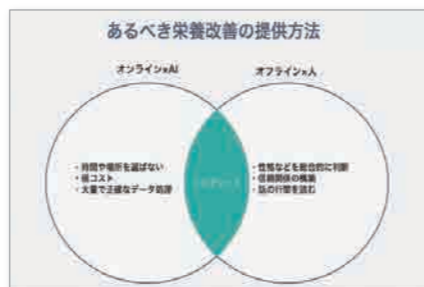 あるべき栄養改善の提供方法
オンライン×AI
オフライン×人
・時間や場所を選ばない
・低コスト
・大量で正確なデータ処理
・性格などを総合的に判断
・信頼関係の構築
・話の行間を読む